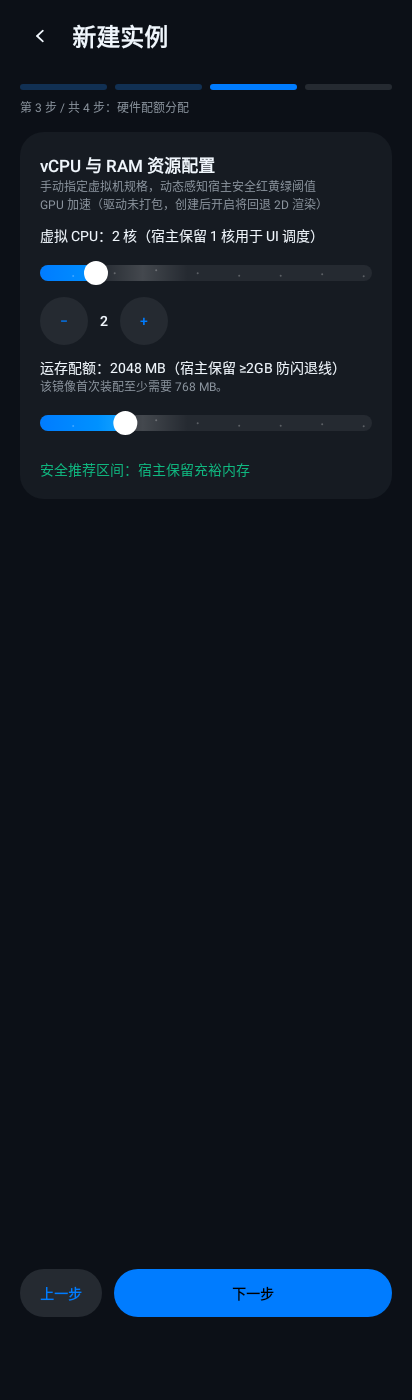 新建实例
第 3 步 / 共 4 步：硬件配额分配
vCPU 与 RAM 资源配置
手动指定虚拟机规格，动态感知宿主安全红黄绿阈值
GPU 加速（驱动未打包，创建后开启将回退 2D 渲染）
虚拟 CPU：2 核（宿主保留 1 核用于 UI 调度）
− 2 +
运存配额：2048 MB（宿主保留 ≥2GB 防闪退线）
该镜像首次装配至少需要 768 MB。
安全推荐区间：宿主保留充裕内存
上一步 下一步